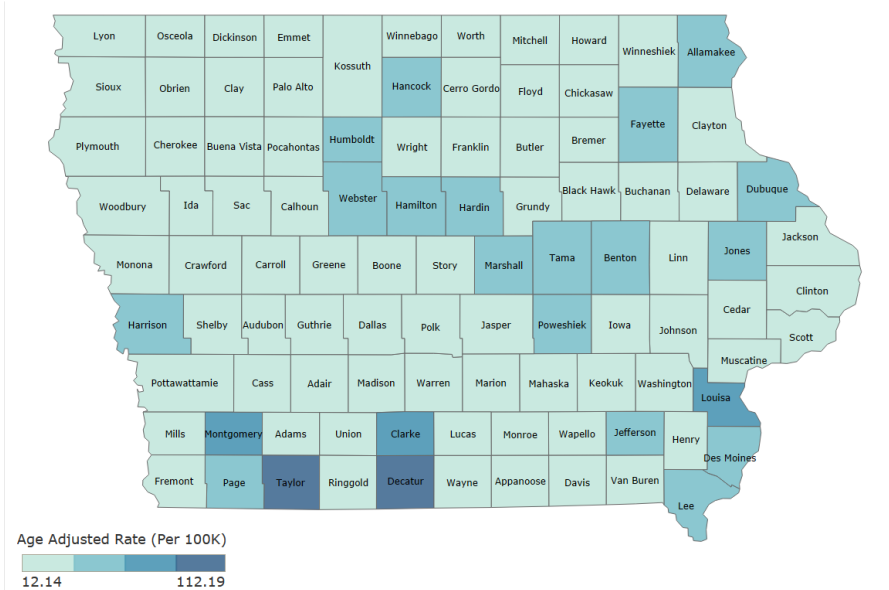 Lyon Osceola Dickinson Emmet Kossuth Winnebago Worth Mitchell Howard Winneshiek Allamakee
Sioux Obrien Clay Palo Alto Hancock Cerro Gordo Floyd Chickasaw
Plymouth Cherokee Buena Vista Pocahontas Humboldt Wright Franklin Butler Bremer Fayette Clayton
Woodbury Ida Sac Calhoun Webster Hamilton Hardin Grundy Black Hawk Buchanan Delaware Dubuque
Monona Crawford Carroll Greene Boone Story Marshall Tama Benton Linn Jones Jackson
Harrison Shelby Audubon Guthrie Dallas Polk Jasper Poweshiek Iowa Johnson Cedar Clinton
Scott
Muscatine
Pottawattamie Cass Adair Madison Warren Marion Mahaska Keokuk Washington Louisa
Mills Montgomery Adams Union Clarke Lucas Monroe Wapello Jefferson Henry Des Moines
Fremont Page Taylor Ringgold Decatur Wayne Appanoose Davis Van Buren Lee
Age Adjusted Rate (Per 100K)
12.14 112.19